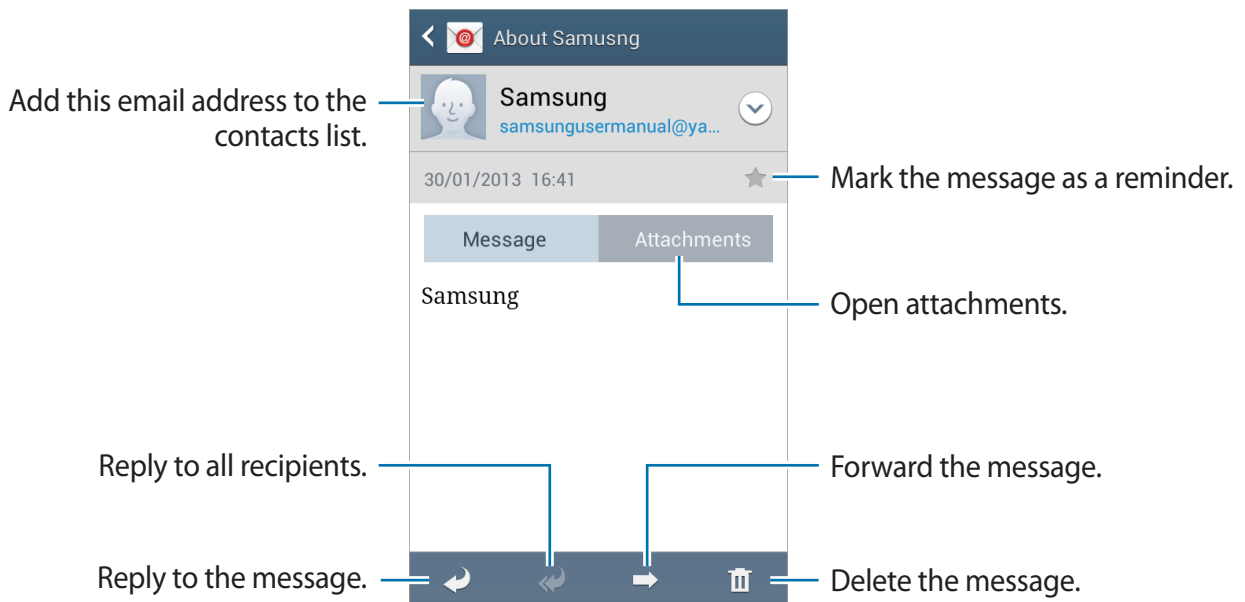 About Samusng
Samsung
samsungusermanual@ya...
Add this email address to the
contacts list.
30/01/2013 16:41
Mark the message as a reminder.
Message
Attachments
Samsung
Open attachments.
Reply to all recipients.
Forward the message.
Reply to the message.
Delete the message.